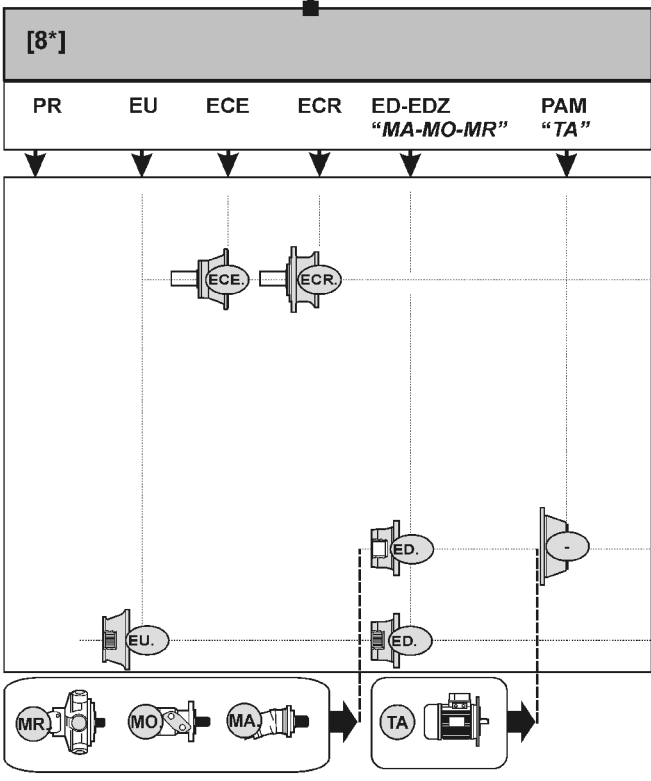 [8*]
PR EU ECE ECR ED-EDZ PAM
“MA-MO-MR” “TA”
ECE. ECR.
ED. -
EU. ED.
MR. MO MA. TA